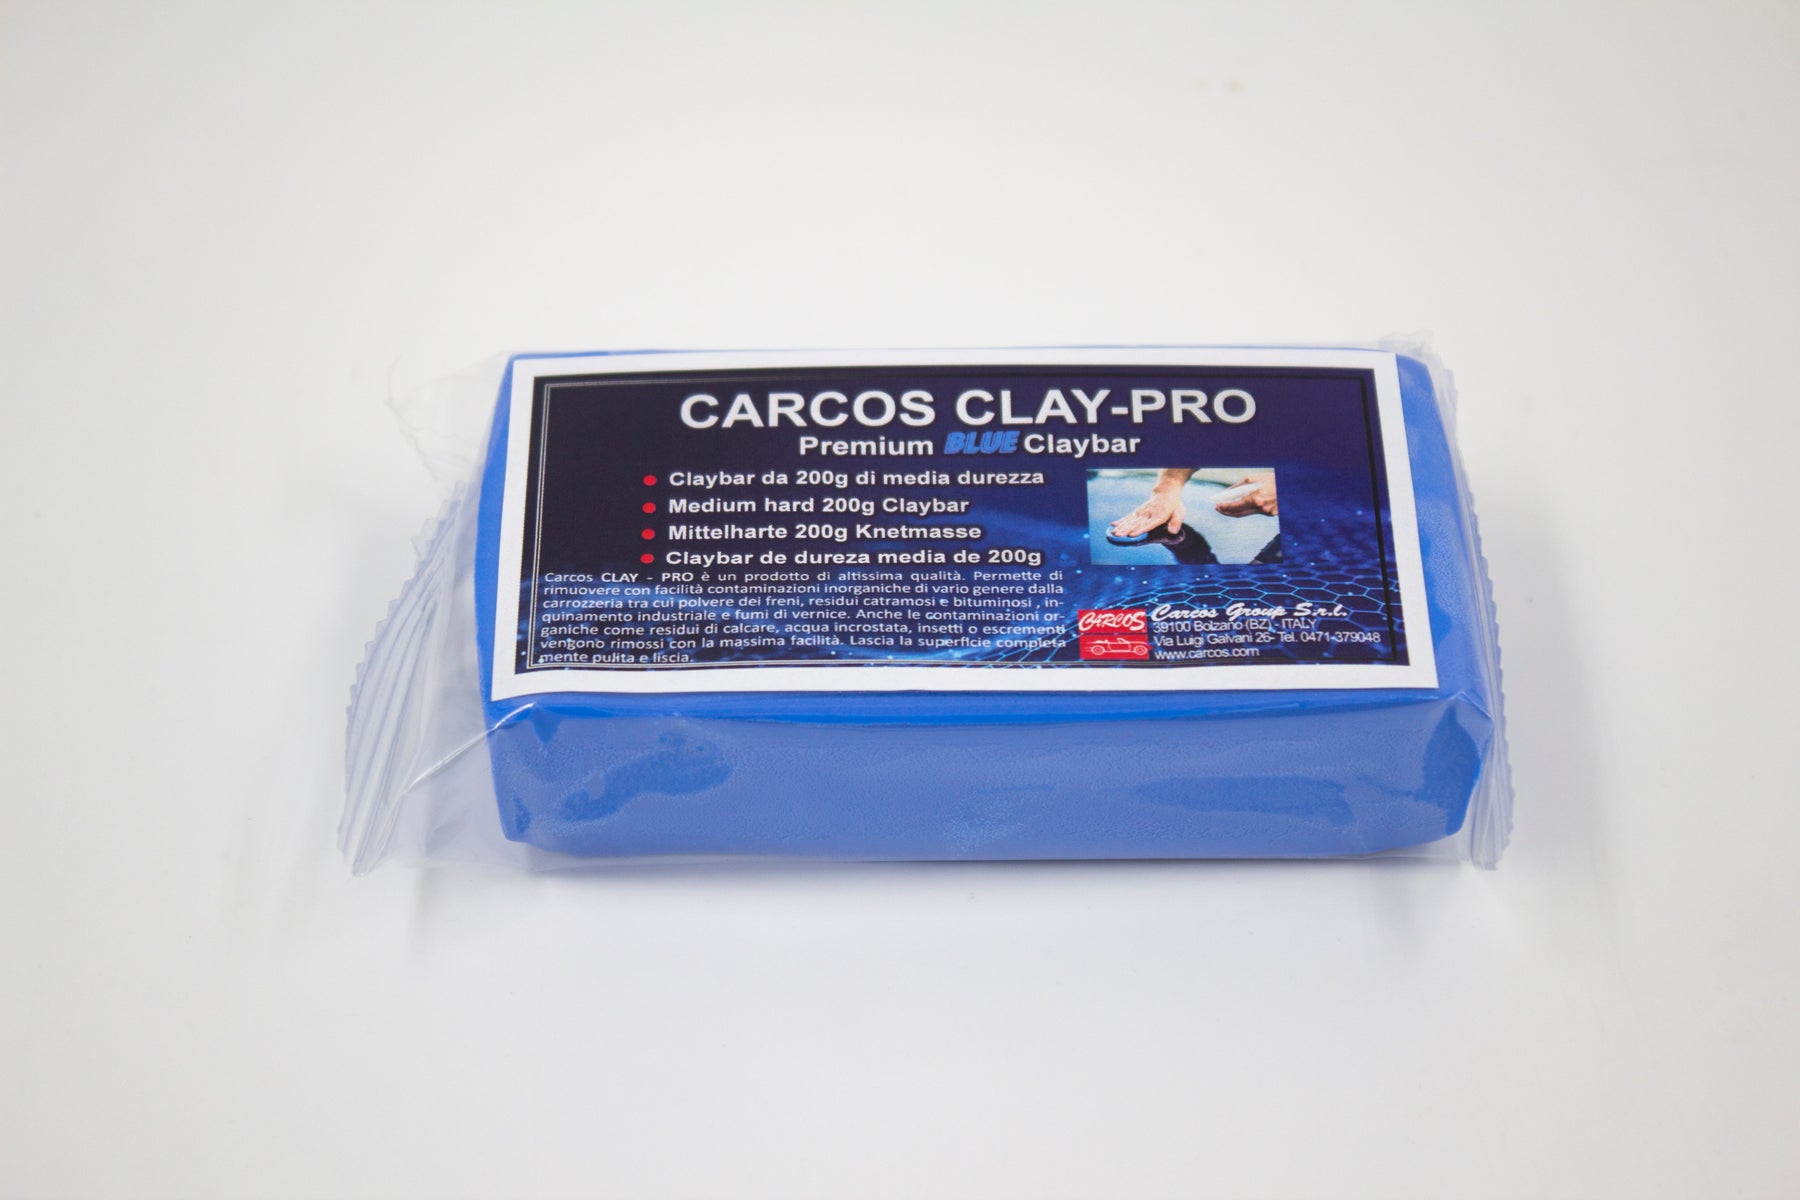 CARCOS CLAY-PRO
Premium BLUE Claybar
Claybar da 200g di media durezza
Medium hard 200g Claybar
Mittelharte 200g Knetmasse
Claybar de dureza media de 200g
Carcos CLAY - PRO è un prodotto di altissima qualità. Permette di
rimuovere con facilità contaminazioni inorganiche di vario genere dalla
carrozzeria tra cui polvere dei freni, residui catramosi e bituminosi , in-
quinamento industriale e fumi di vernice. Anche le contaminazioni or-
ganiche come residui di calcare, acqua incrostata, insetti o escrementi
vengono rimossi con la massima facilità. Lascia la superficie completa
mente pulita e liscia.
CARCOS
Carcos Group S.r.l.
39100 Bolzano (BZ) - ITALY
Via Luigi Galvani 26- Tel. 0471-379048
www.carcos.com